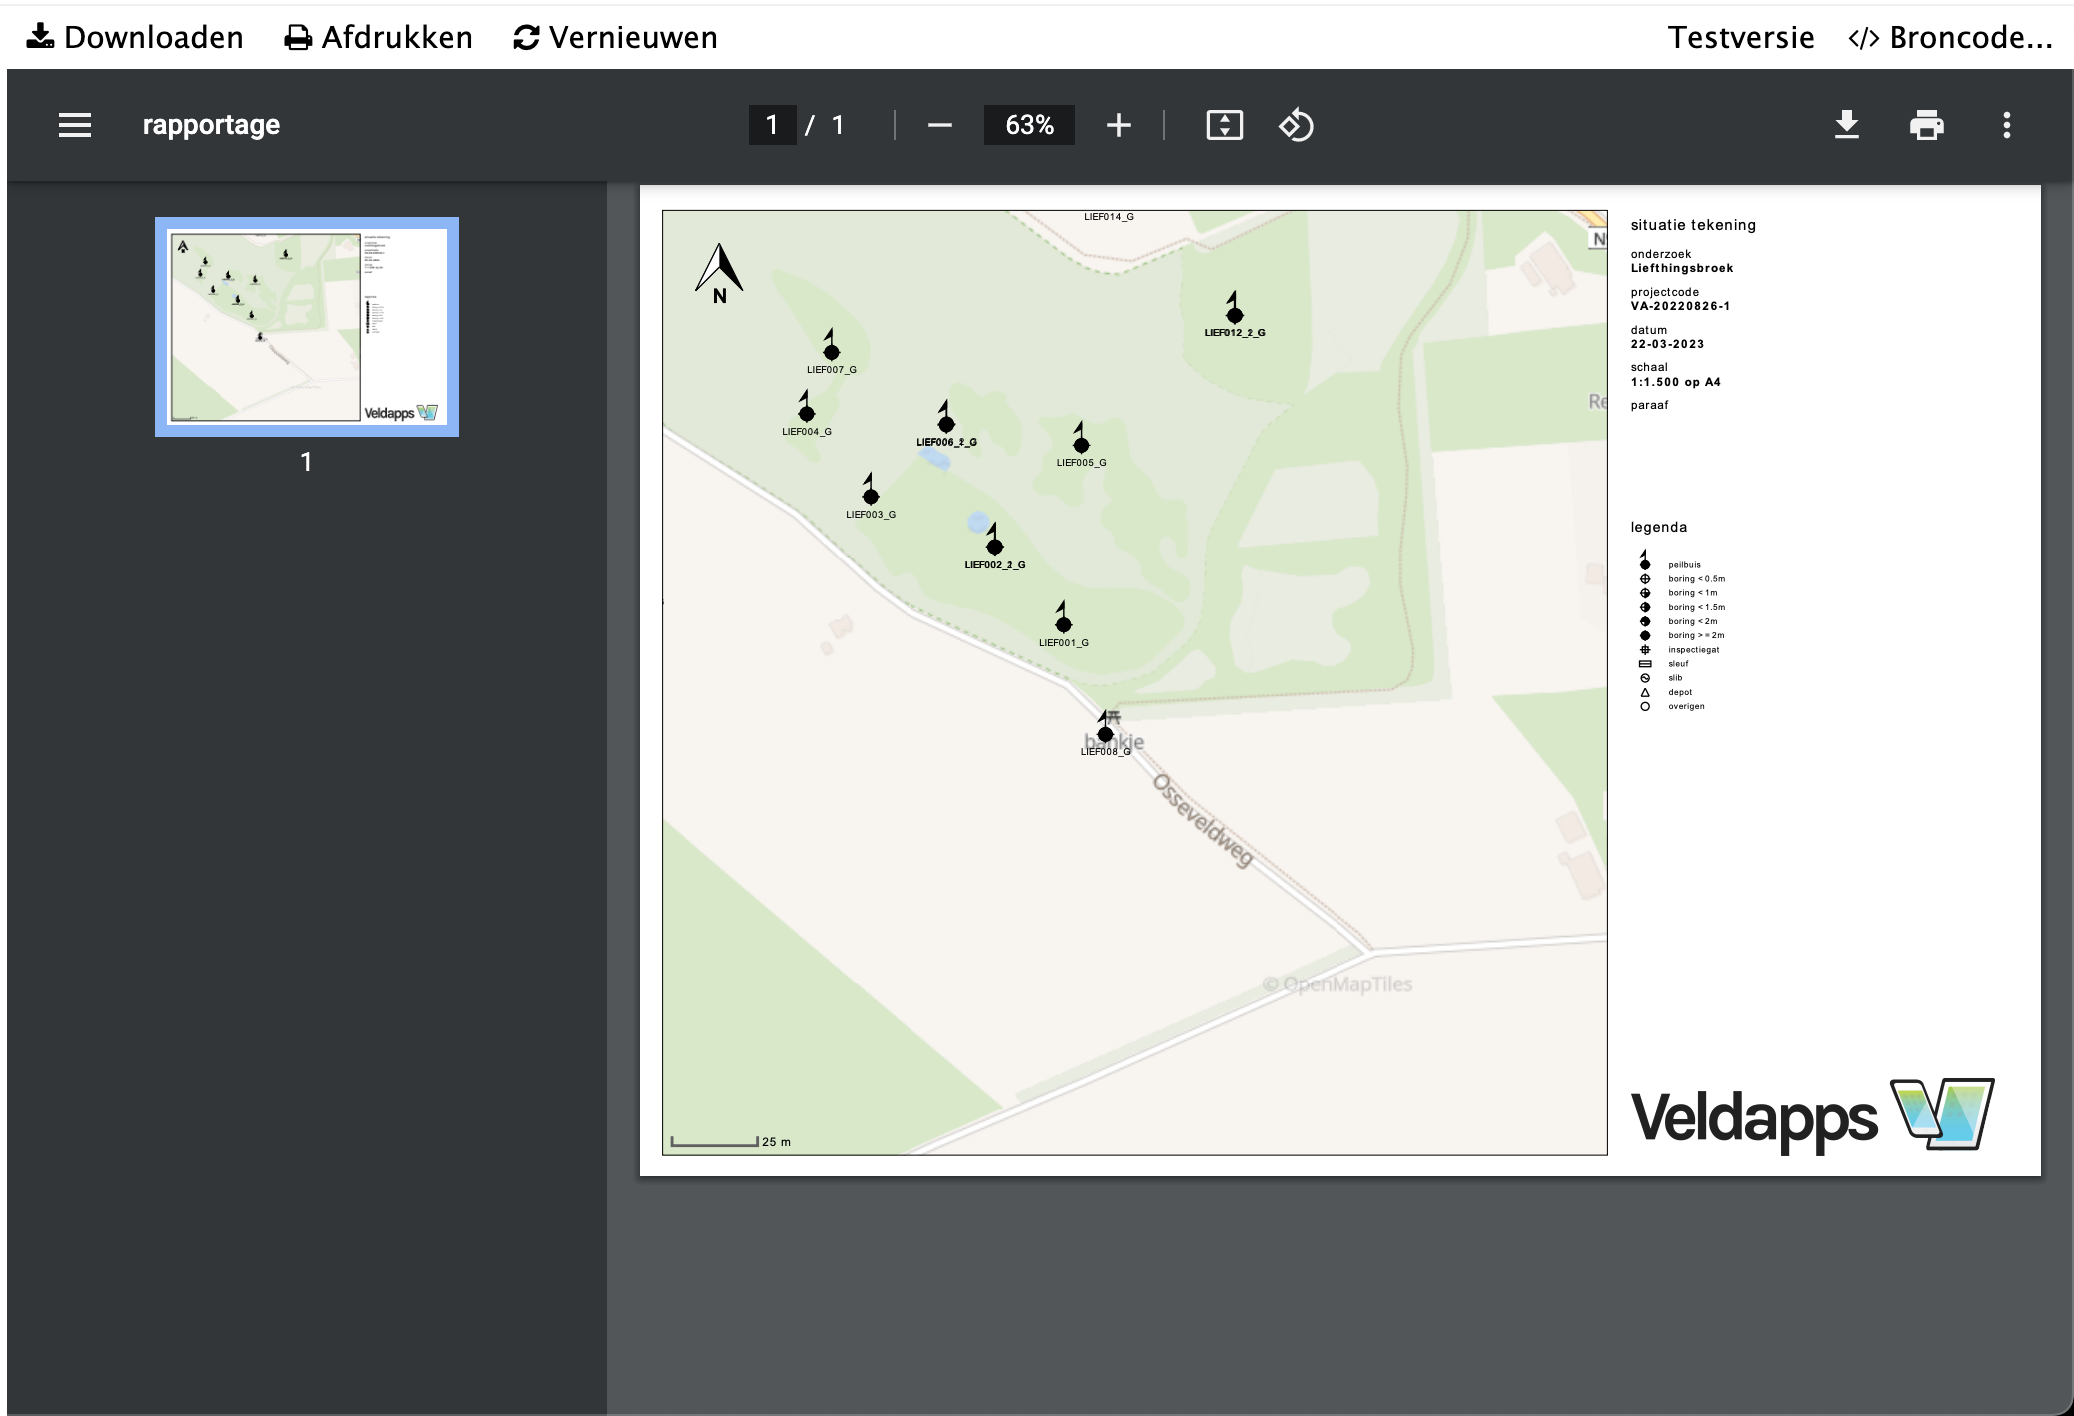 Downloaden Afdrukken Vernieuwen Testversie </> Broncode...
rapportage 1 / 1 63%
1
LIEF014_G
N
N
LIEF012_2_G
LIEF007_G
LIEF004_G
LIEF006_2_G
LIEF005_G
LIEF003_G
LIEF002_2_G
LIEF001_G
bankje
LIEF008_G
Osseveldweg
Re
© OpenMapTiles
25 m
situatie tekening
onderzoek
Liefthingsbroek
projectcode
VA-20220826-1
datum
22-03-2023
schaal
1:1.500 op A4
paraaf
legenda
peilbuis
boring < 0.5m
boring < 1m
boring < 1.5m
boring < 2m
boring > = 2m
inspectiegat
sleuf
slib
depot
overigen
Veldapps